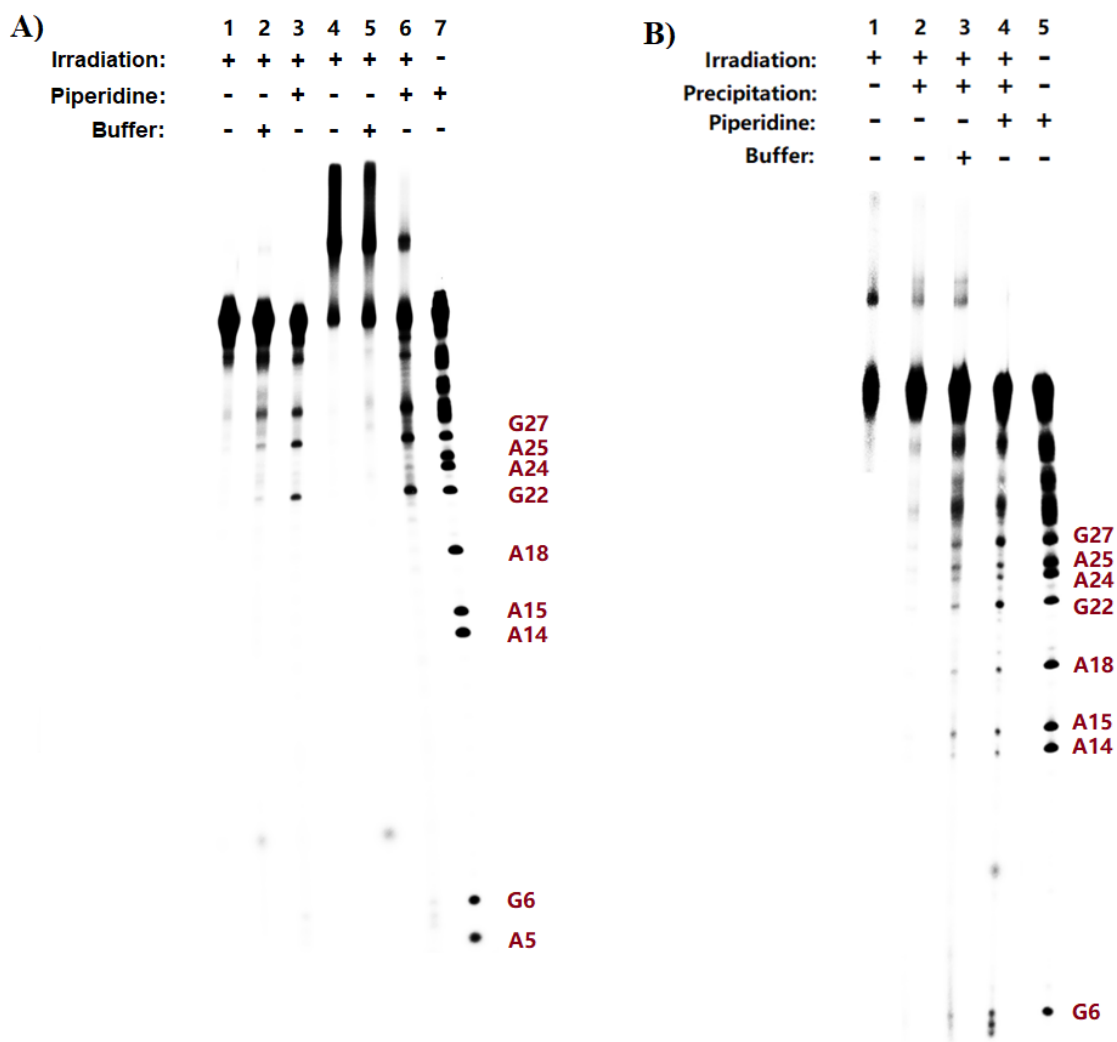 A)
1 2 3 4 5 6 7
Irradiation: + + + + + + -
Piperidine: - - + - - + +
Buffer: - + - - + - -
G27
A25
A24
G22
A18
A15
A14
G6
A5
B)
1 2 3 4 5
Irradiation: + + + + -
Precipitation: - + + + -
Piperidine: - - - + +
Buffer: - - + - -
G27
A25
A24
G22
A18
A15
A14
G6